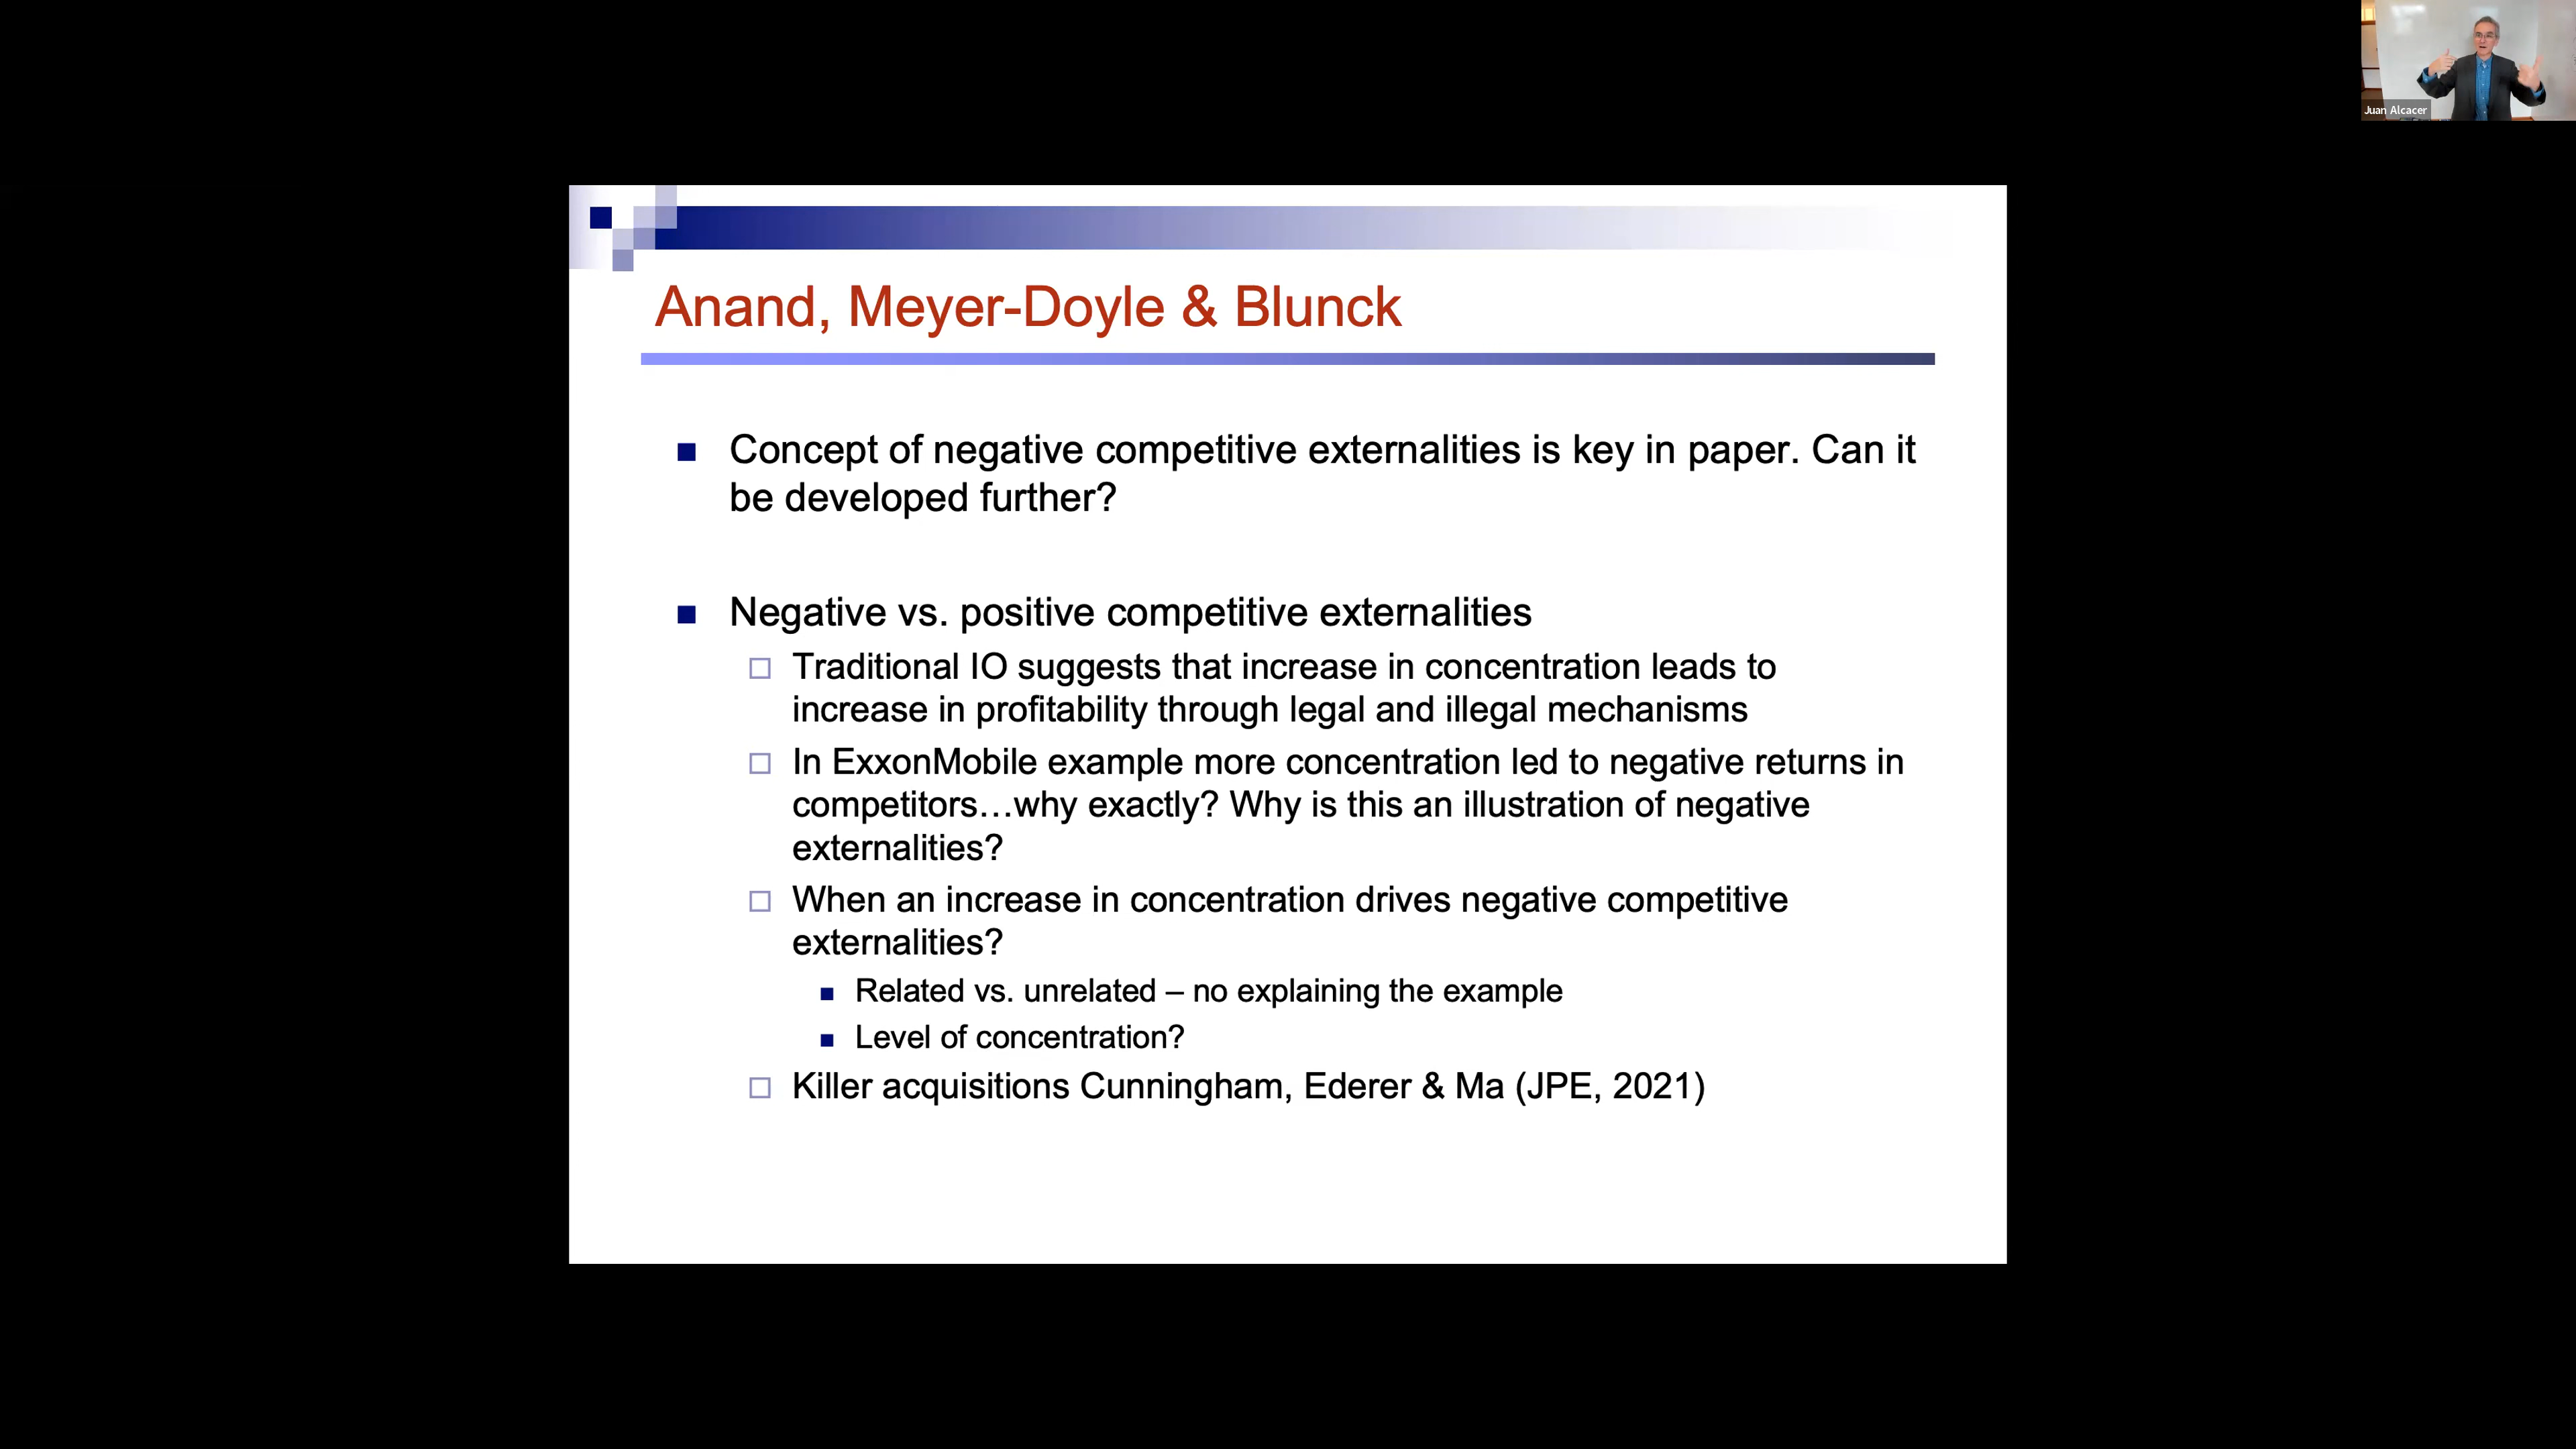 Juan Alcacer
Anand, Meyer-Doyle & Blunck
Concept of negative competitive externalities is key in paper. Can it
be developed further?
Negative vs. positive competitive externalities
Traditional IO suggests that increase in concentration leads to
increase in profitability through legal and illegal mechanisms
In ExxonMobile example more concentration led to negative returns in
competitors…why exactly? Why is this an illustration of negative
externalities?
When an increase in concentration drives negative competitive
externalities?
Related vs. unrelated – no explaining the example
Level of concentration?
Killer acquisitions Cunningham, Ederer & Ma (JPE, 2021)